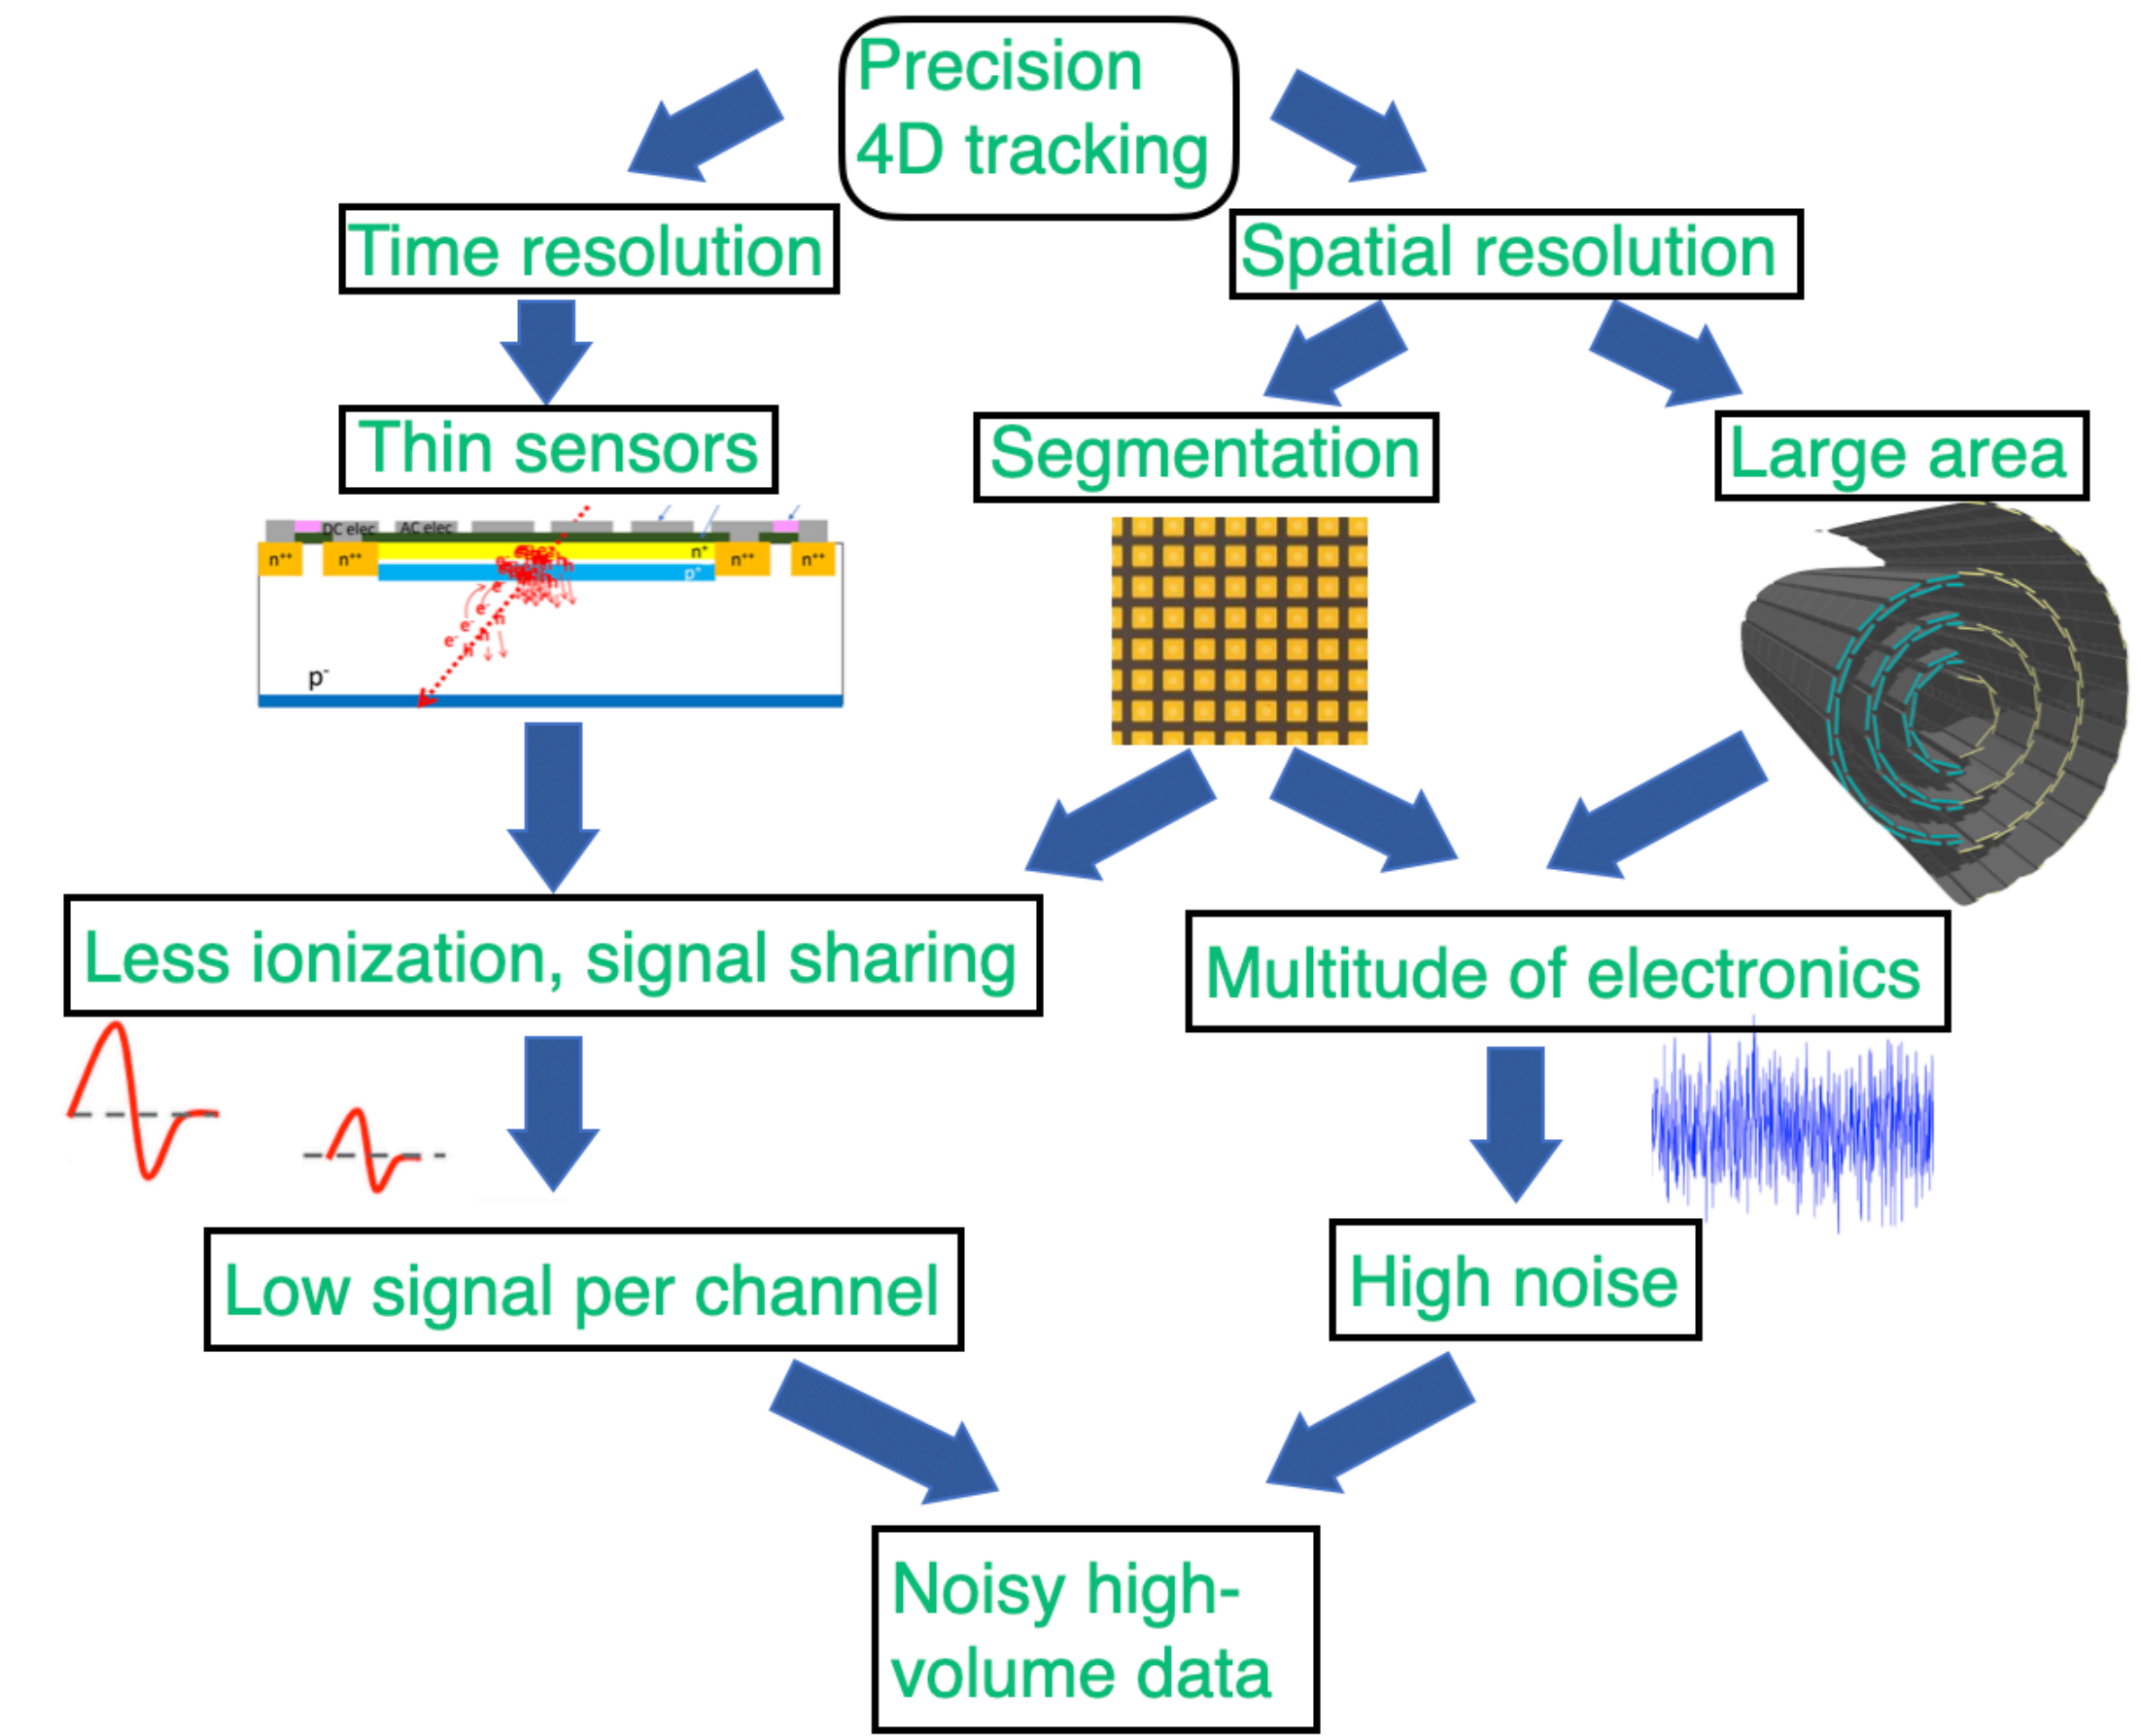 Precision
4D tracking
Time resolution
Spatial resolution
Thin sensors
Segmentation
Large area
DC elec
AC elec
n++
n++
n+
n++
n++
p+
e-
e-
e-
e-
h
h
h
h
p-
Less ionization, signal sharing
Multitude of electronics
Low signal per channel
High noise
Noisy high-
volume data